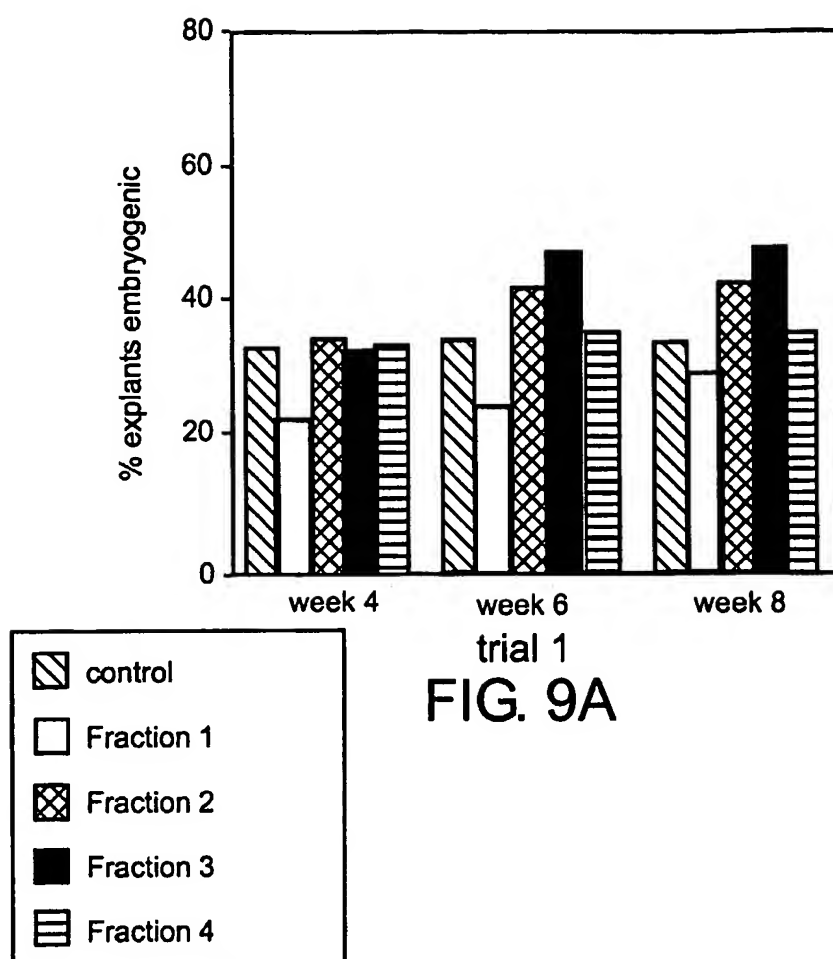 80
60
40
20
0
% explants embryogenic
week 4
week 6
week 8
trial 1
FIG. 9A
control
Fraction 1
Fraction 2
Fraction 3
Fraction 4